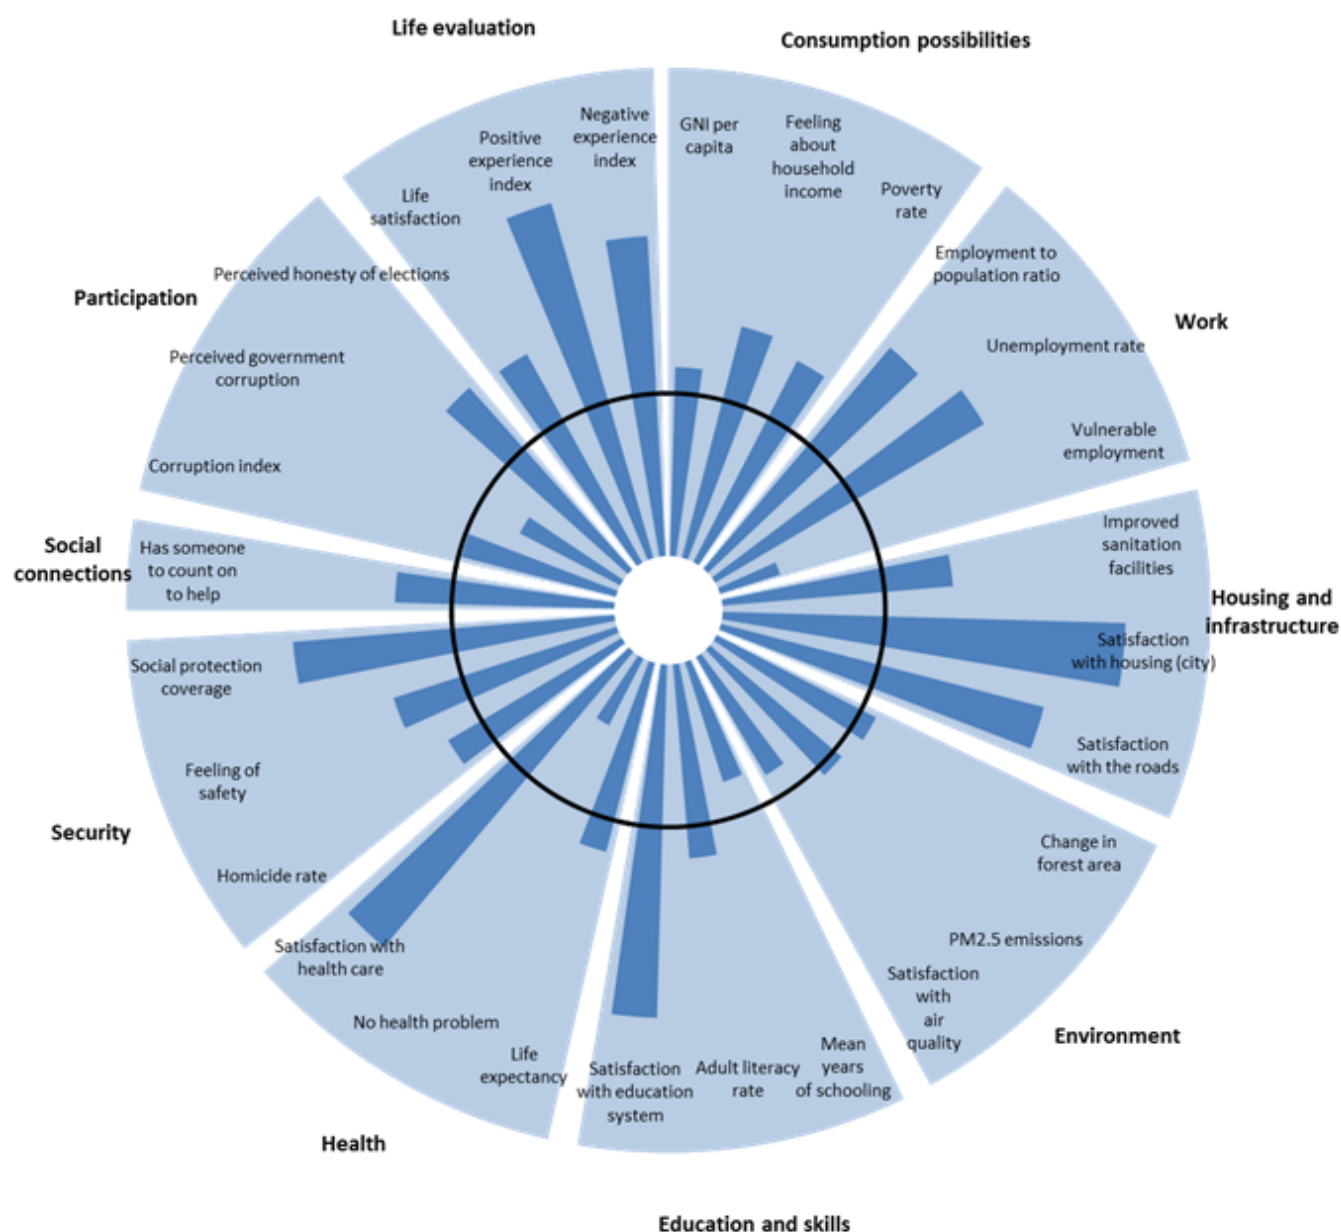 Life evaluation
Consumption possibilities
Negative
experience
index
Positive
experience
index
Life
satisfaction
GNI per
capita
Feeling
about
household
income
Poverty
rate
Employment to
population ratio
Unemployment rate
Vulnerable
employment
Work
Perceived honesty of elections
Participation
Perceived government
corruption
Corruption index
Social
connections
Has someone
to count on
to help
Improved
sanitation
facilities
Housing and
infrastructure
Satisfaction
with housing (city)
Satisfaction
with the roads
Social protection
coverage
Feeling of
safety
Security
Homicide rate
Change in
forest area
PM2.5 emissions
Satisfaction
with
air
quality
Environment
Satisfaction with
health care
No health problem
Life
expectancy
Health
Satisfaction
with education
system
Adult literacy
rate
Mean
years
of schooling
Education and skills